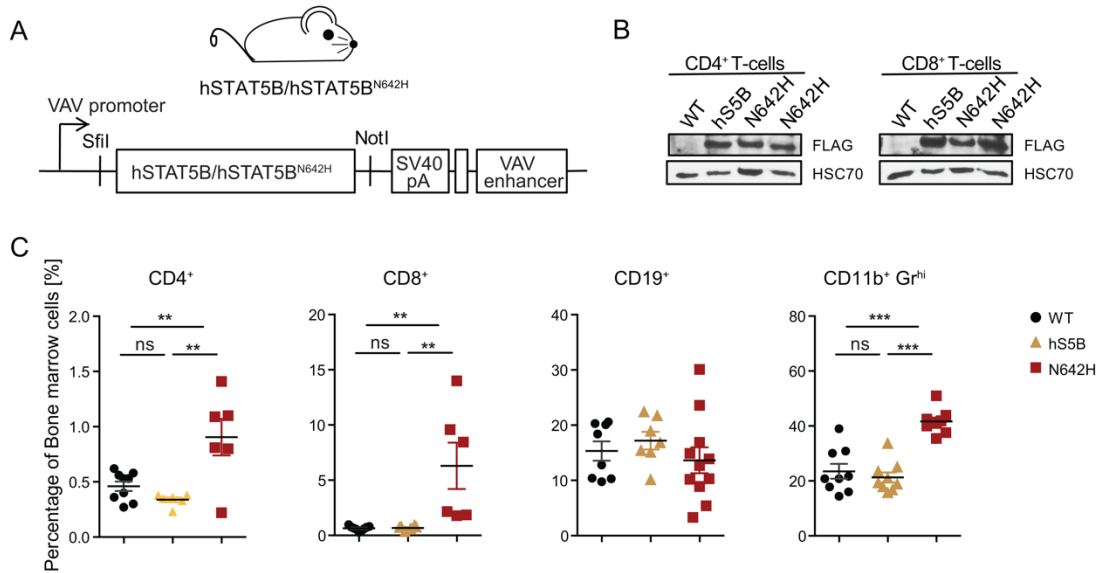 A
hSTAT5B/hSTAT5B^N642H
VAV promoter
SfiI
NotI
hSTAT5B/hSTAT5B^N642H
SV40
pA
VAV
enhancer
B
CD4⁺ T-cells
WT hS5B N642H N642H
FLAG
HSC70
CD8⁺ T-cells
WT hS5B N642H N642H
FLAG
HSC70
C
Percentage of Bone marrow cells [%]
CD4⁺
2.0
1.5
1.0
0.5
0.0
**
ns **
CD8⁺
20
15
10
5
0
**
ns **
CD19⁺
40
30
20
10
0
CD11b⁺ Gr^hi
80
60
40
20
0
***
ns ***
WT
hS5B
N642H